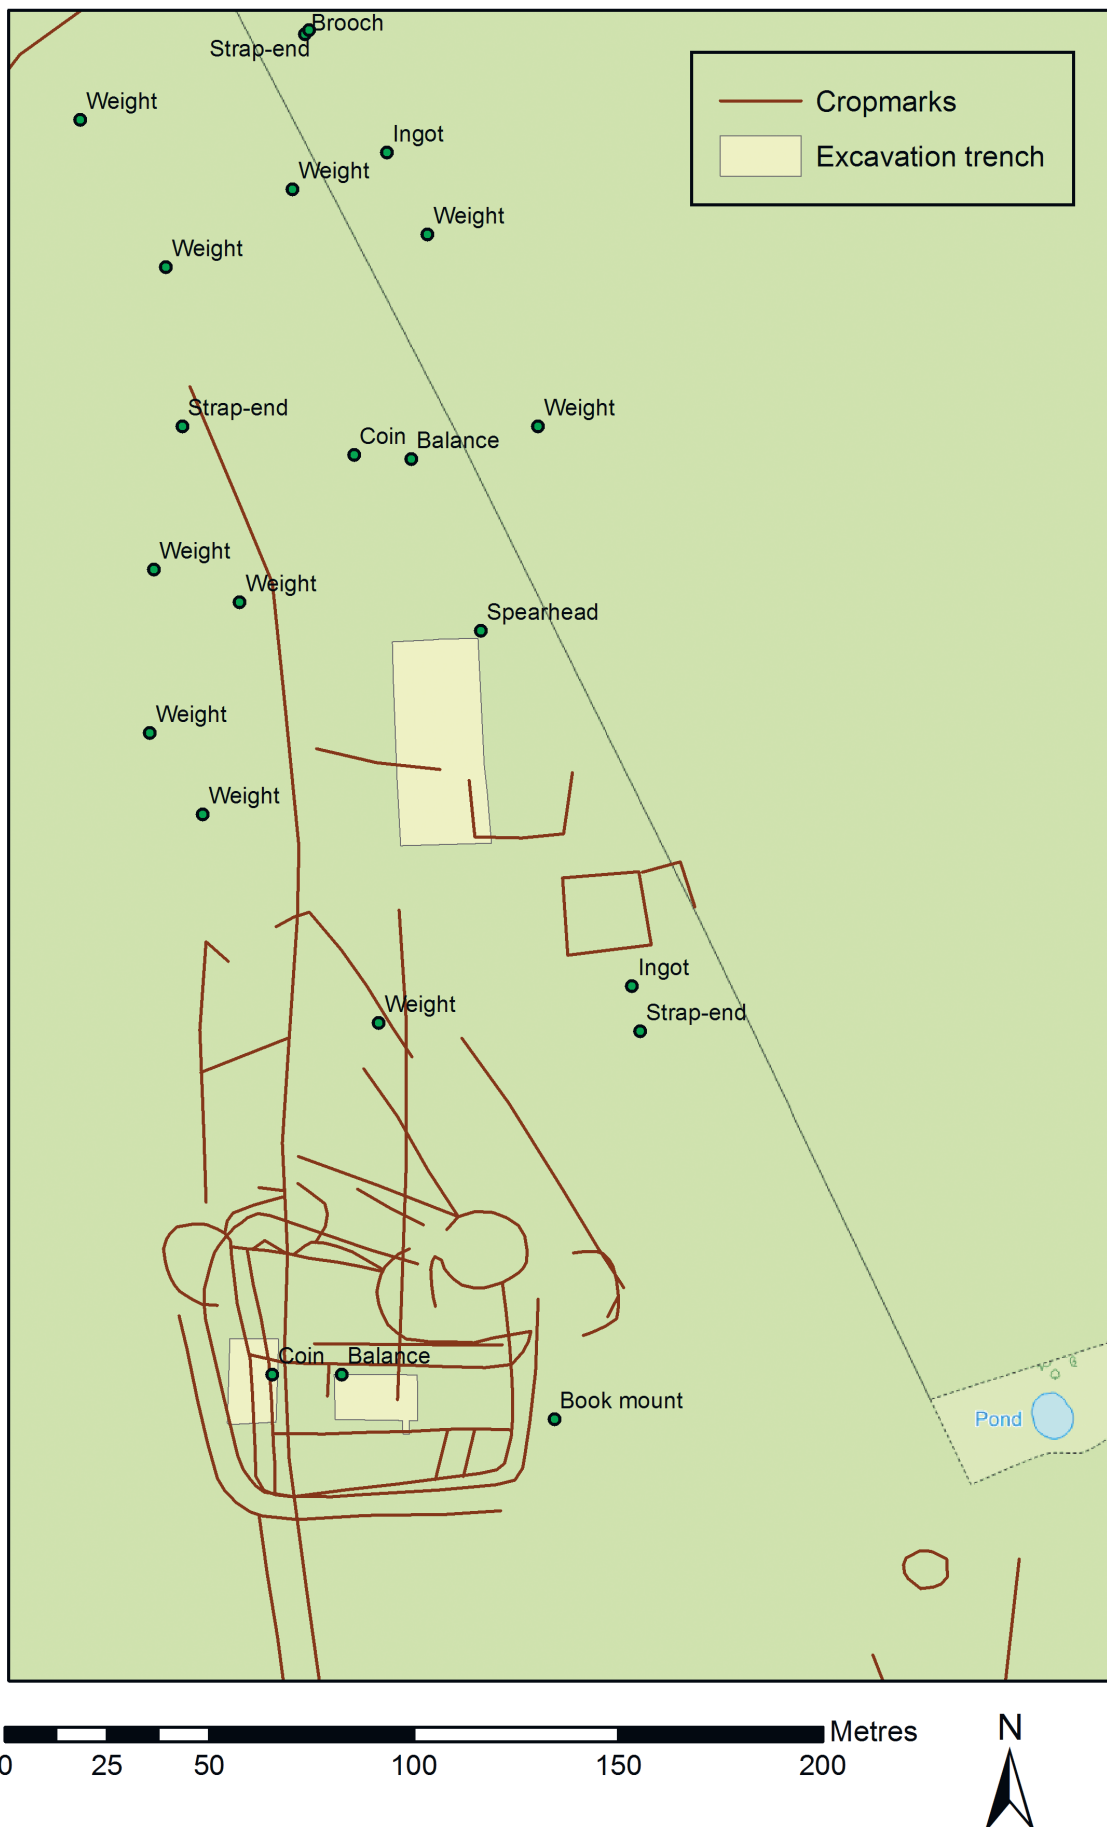 Brooch
Strap-end
Cropmarks
Excavation trench
Weight
Ingot
Weight
Weight
Weight
Strap-end
Weight
Coin
Balance
Weight
Weight
Spearhead
Weight
Weight
Ingot
Weight
Strap-end
Coin
Balance
Book mount
Pond
Metres
0 25 50 100 150 200
N